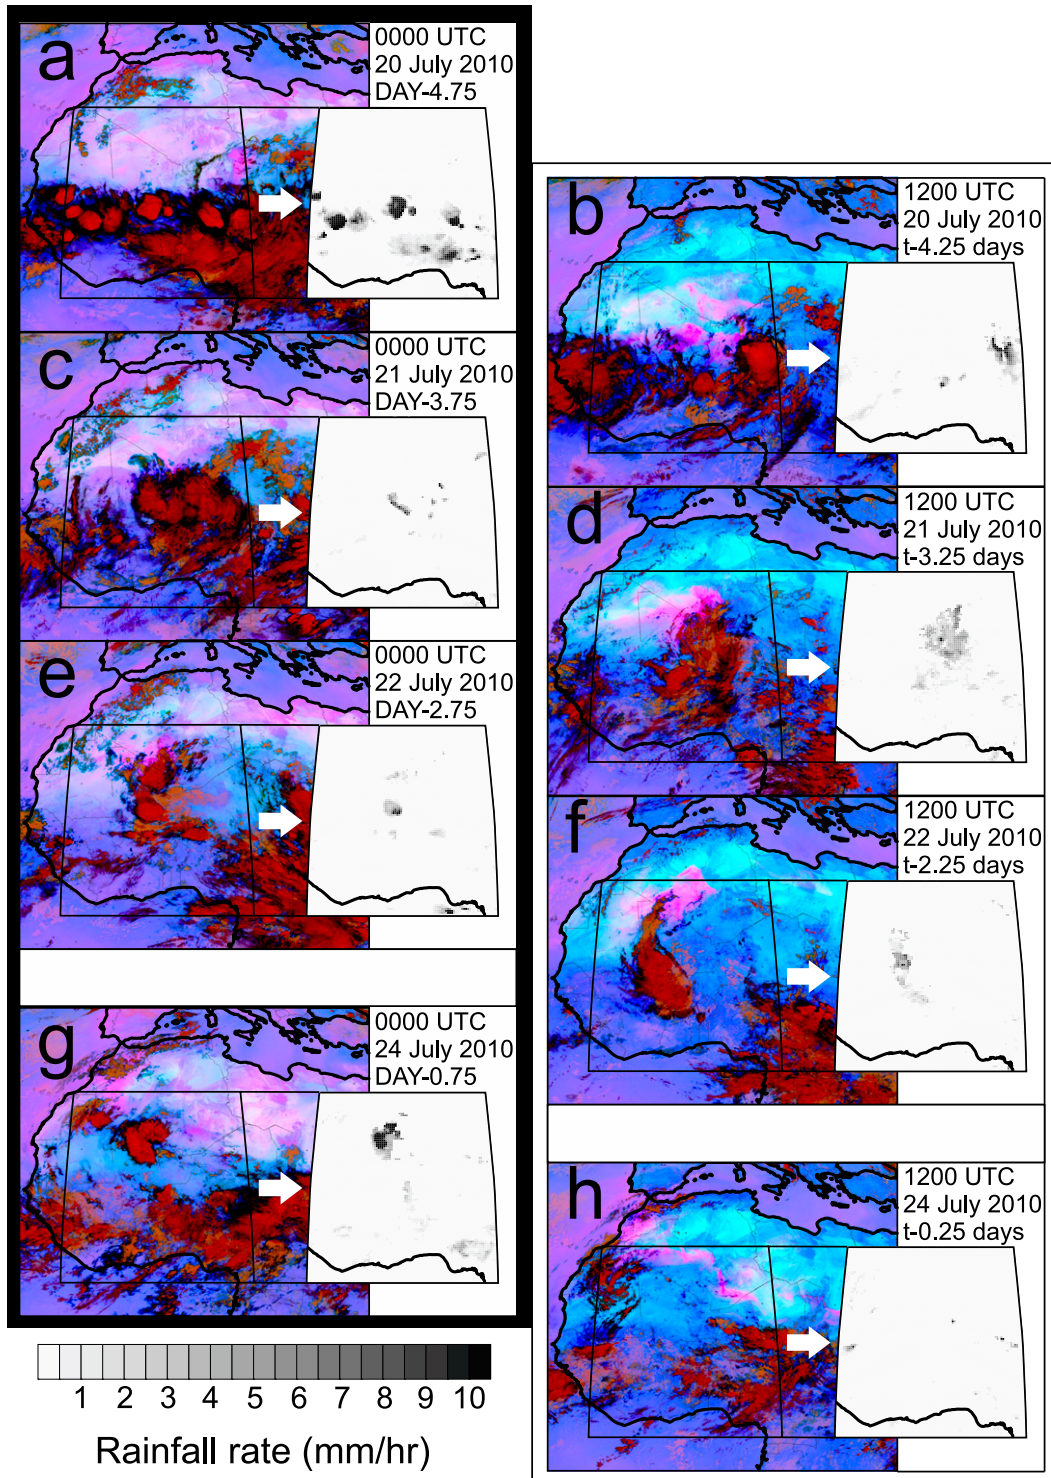 a
0000 UTC
20 July 2010
DAY-4.75
b
1200 UTC
20 July 2010
t-4.25 days
c
0000 UTC
21 July 2010
DAY-3.75
d
1200 UTC
21 July 2010
t-3.25 days
e
0000 UTC
22 July 2010
DAY-2.75
f
1200 UTC
22 July 2010
t-2.25 days
g
0000 UTC
24 July 2010
DAY-0.75
h
1200 UTC
24 July 2010
t-0.25 days
1 2 3 4 5 6 7 8 9 10
Rainfall rate (mm/hr)